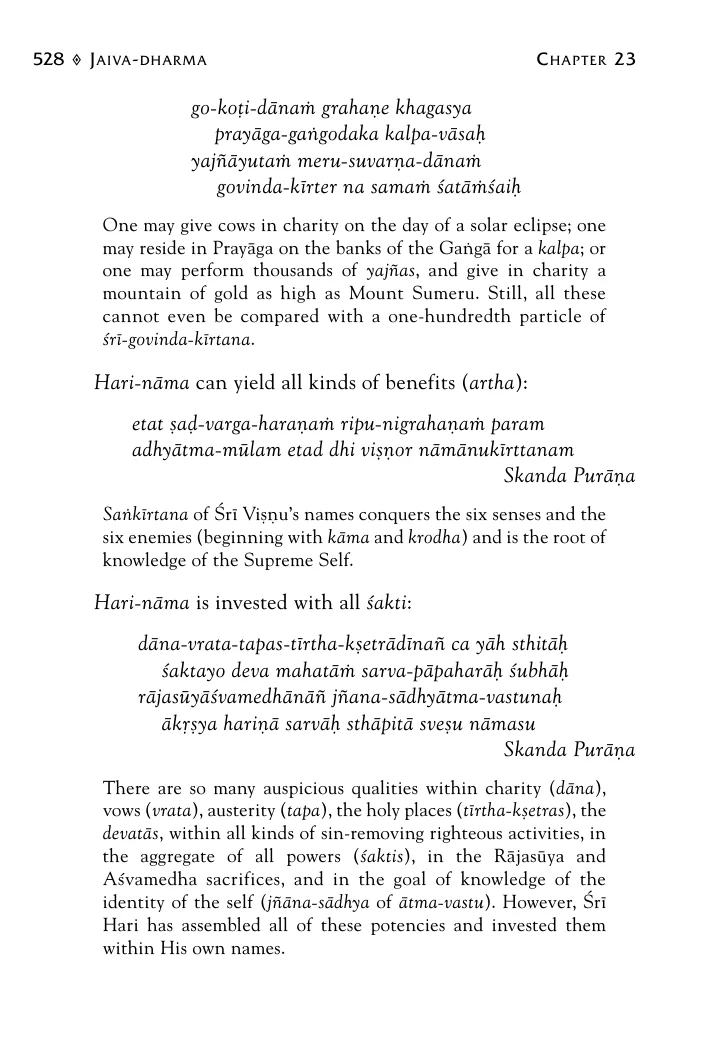 528 ◊ JAIVA-DHARMA CHAPTER 23
go-koṭi-dānaṁ grahaṇe khagasya
prayāga-gaṅgodaka kalpa-vāsaḥ
yajñāyutaṁ meru-suvarṇa-dānaṁ
govinda-kīrter na samaṁ śatāṁśaiḥ
One may give cows in charity on the day of a solar eclipse; one
may reside in Prayāga on the banks of the Gaṅgā for a kalpa; or
one may perform thousands of yajñas, and give in charity a
mountain of gold as high as Mount Sumeru. Still, all these
cannot even be compared with a one-hundredth particle of
śrī-govinda-kīrtana.
Hari-nāma can yield all kinds of benefits (artha):
etat ṣaḍ-varga-haraṇaṁ ripu-nigrahaṇaṁ param
adhyātma-mūlam etad dhi viṣṇor nāmānukīrttanam
Skanda Purāṇa
Saṅkīrtana of Śrī Viṣṇu's names conquers the six senses and the
six enemies (beginning with kāma and krodha) and is the root of
knowledge of the Supreme Self.
Hari-nāma is invested with all śakti:
dāna-vrata-tapas-tīrtha-kṣetrādīnañ ca yāh sthitāḥ
śaktayo deva mahatāṁ sarva-pāpaharāḥ śubhāḥ
rājasūyāśvamedhānāñ jñana-sādhyātma-vastunaḥ
ākṛṣya hariṇā sarvāḥ sthāpitā sveṣu nāmasu
Skanda Purāṇa
There are so many auspicious qualities within charity (dāna),
vows (vrata), austerity (tapa), the holy places (tīrtha-kṣetras), the
devatās, within all kinds of sin-removing righteous activities, in
the aggregate of all powers (śaktis), in the Rājasūya and
Aśvamedha sacrifices, and in the goal of knowledge of the
identity of the self (jñāna-sādhya of ātma-vastu). However, Śrī
Hari has assembled all of these potencies and invested them
within His own names.